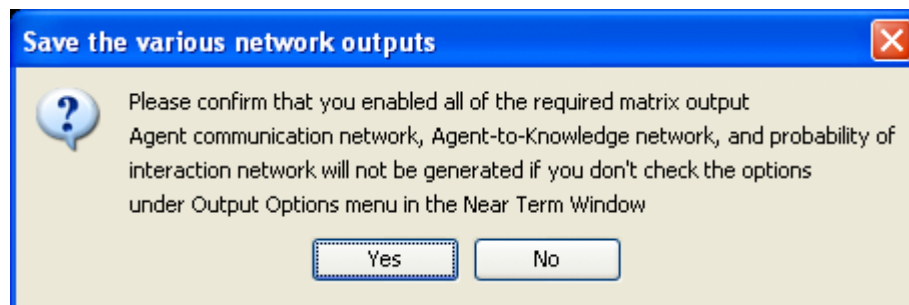 Save the various network outputs
Please confirm that you enabled all of the required matrix output
Agent communication network, Agent-to-Knowledge network, and probability of
interaction network will not be generated if you don't check the options
under Output Options menu in the Near Term Window
Yes No